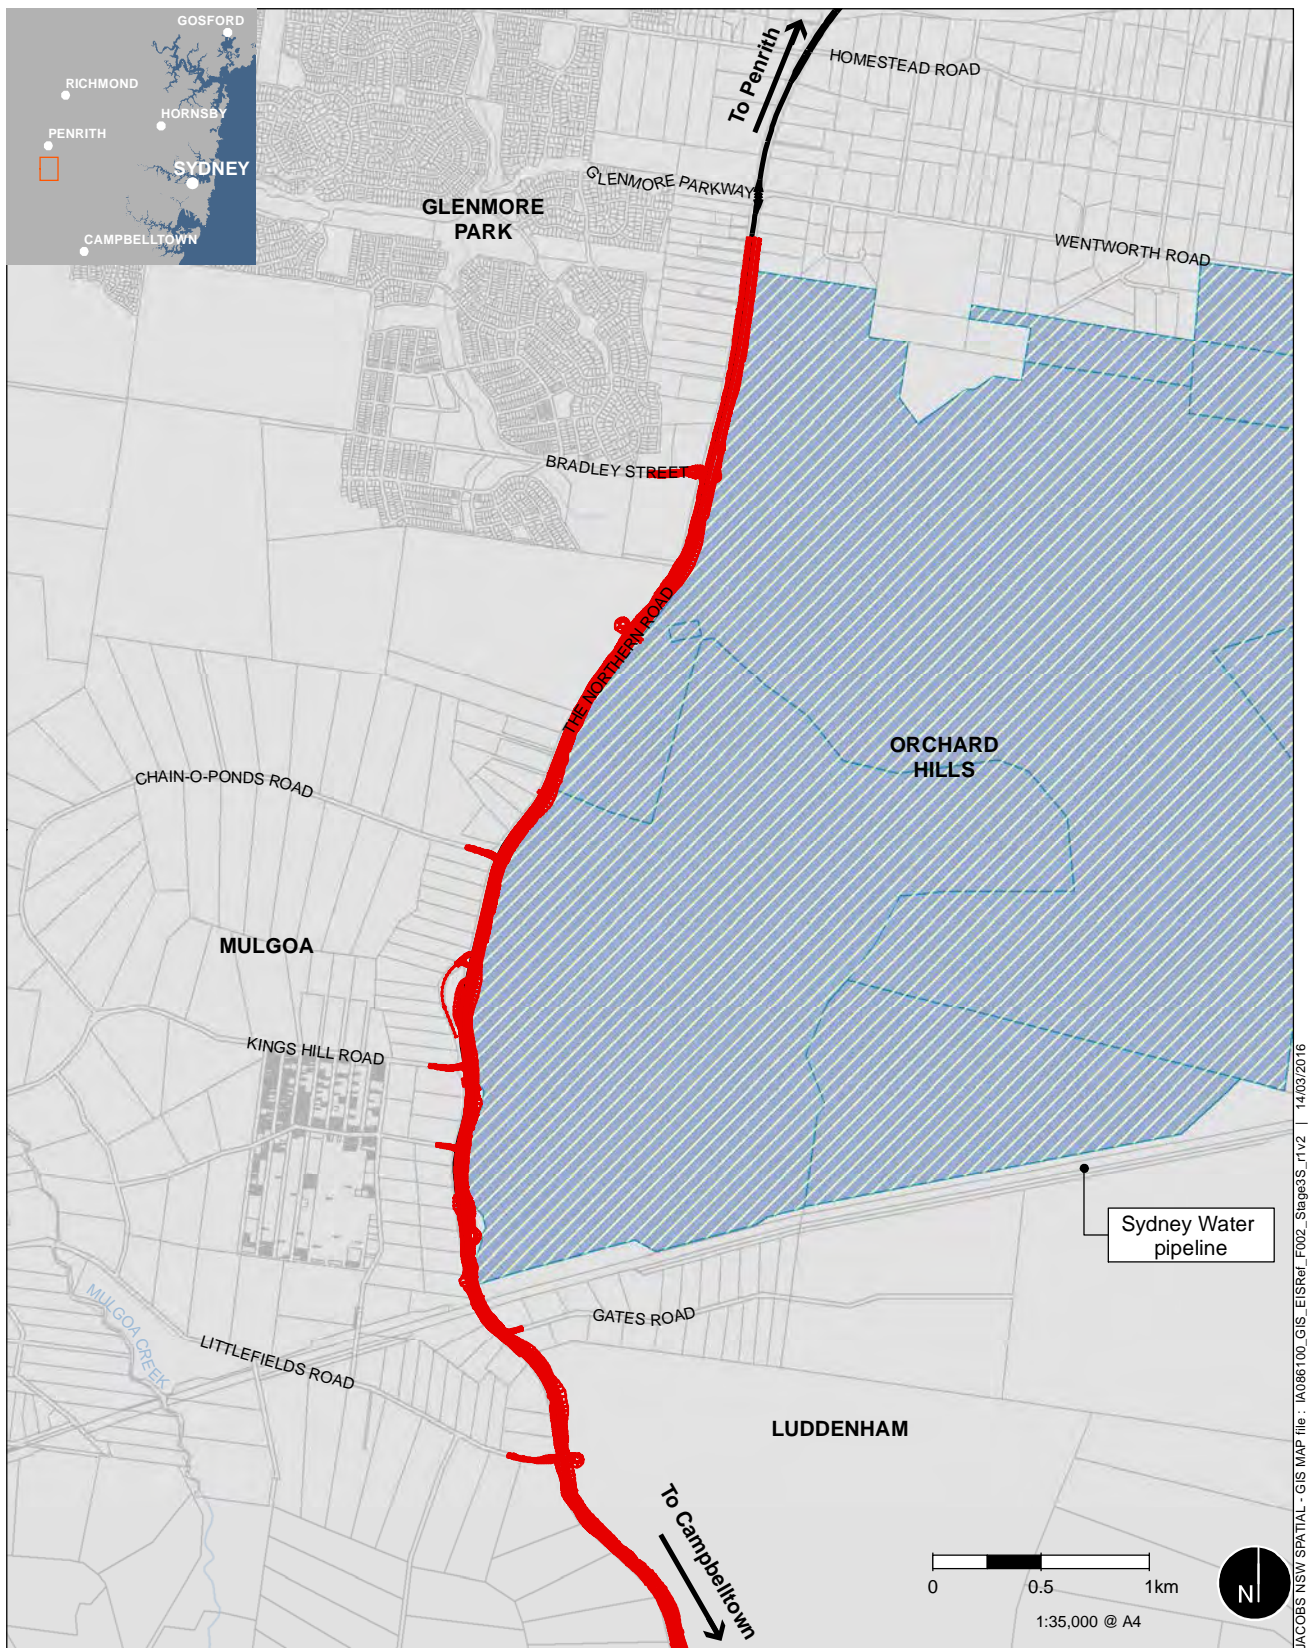 GOSFORD
RICHMOND
HORNSBY
PENRITH
SYDNEY
CAMPBELLTOWN
To Penrith
HOMESTEAD ROAD
GLENMORE PARKWAY
GLENMORE
PARK
WENTWORTH ROAD
BRADLEY STREET
THE NORTHERN ROAD
ORCHARD
HILLS
CHAIN-O-PONDS ROAD
MULGOA
KINGS HILL ROAD
Sydney Water
pipeline
MULGOA CREEK
GATES ROAD
LITTLEFIELDS ROAD
LUDDENHAM
To Campbelltown
0 0.5 1km
1:35,000 @ A4
N
JACOBS NSW SPATIAL - GIS MAP file : IA086100_GIS_EISRef_F002_Stage3S_r1v2 | 14/03/2016